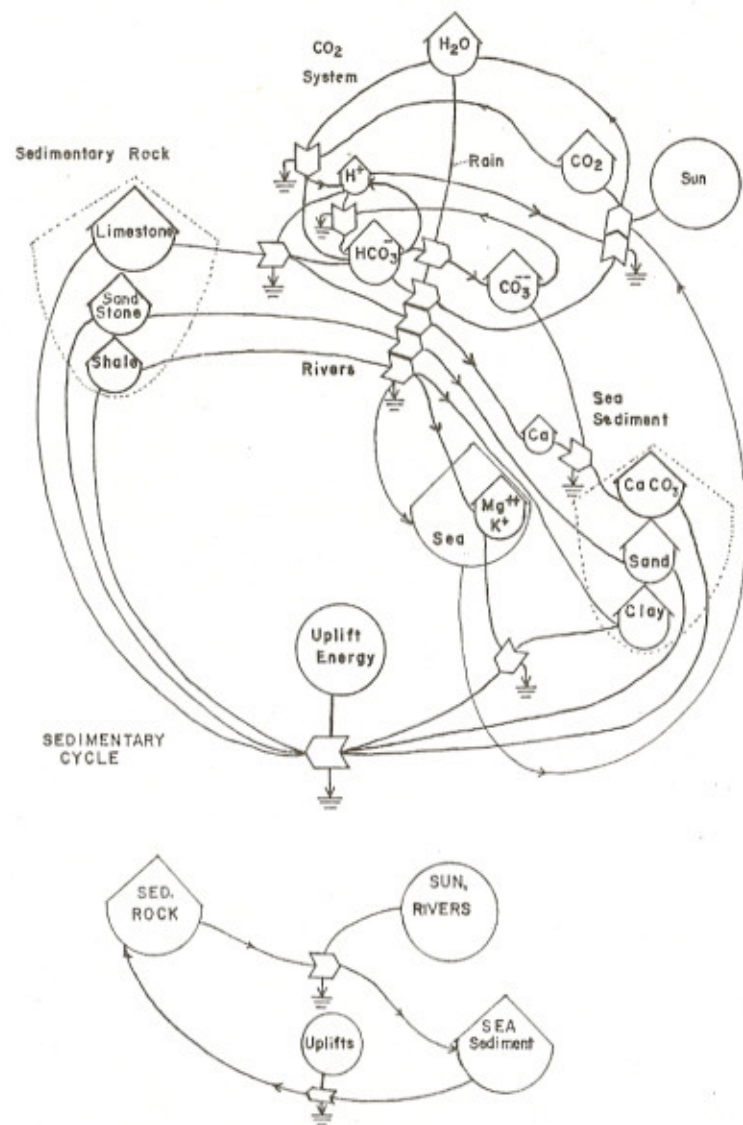 CO2
System
H2O
Sedimentary Rock
Rain
CO2
Sun
H+
Limestone
HCO3-
CO3--
Sand
Stone
Shale
Rivers
Sea
Sediment
Ca
CaCO3
Mg++
K+
Sea
Sand
Clay
Uplift
Energy
SEDIMENTARY
CYCLE
SED.
ROCK
SUN,
RIVERS
Uplifts
SEA
Sediment